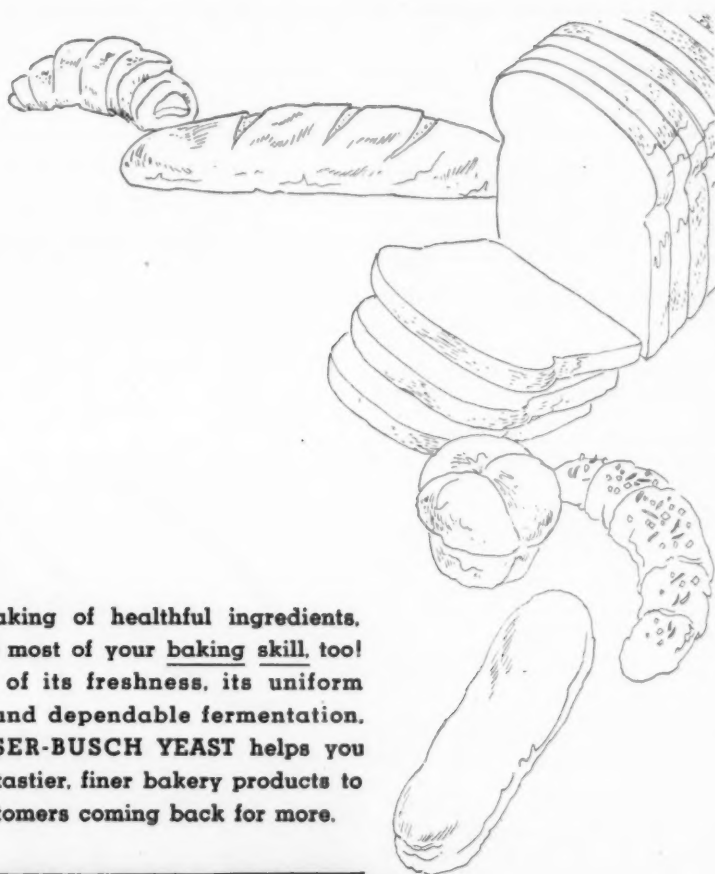 aking of healthful ingredients,
most of your baking skill, too!
of its freshness, its uniform
and dependable fermentation,
SER-BUSCH YEAST helps you
tastier, finer bakery products to
tomers coming back for more.